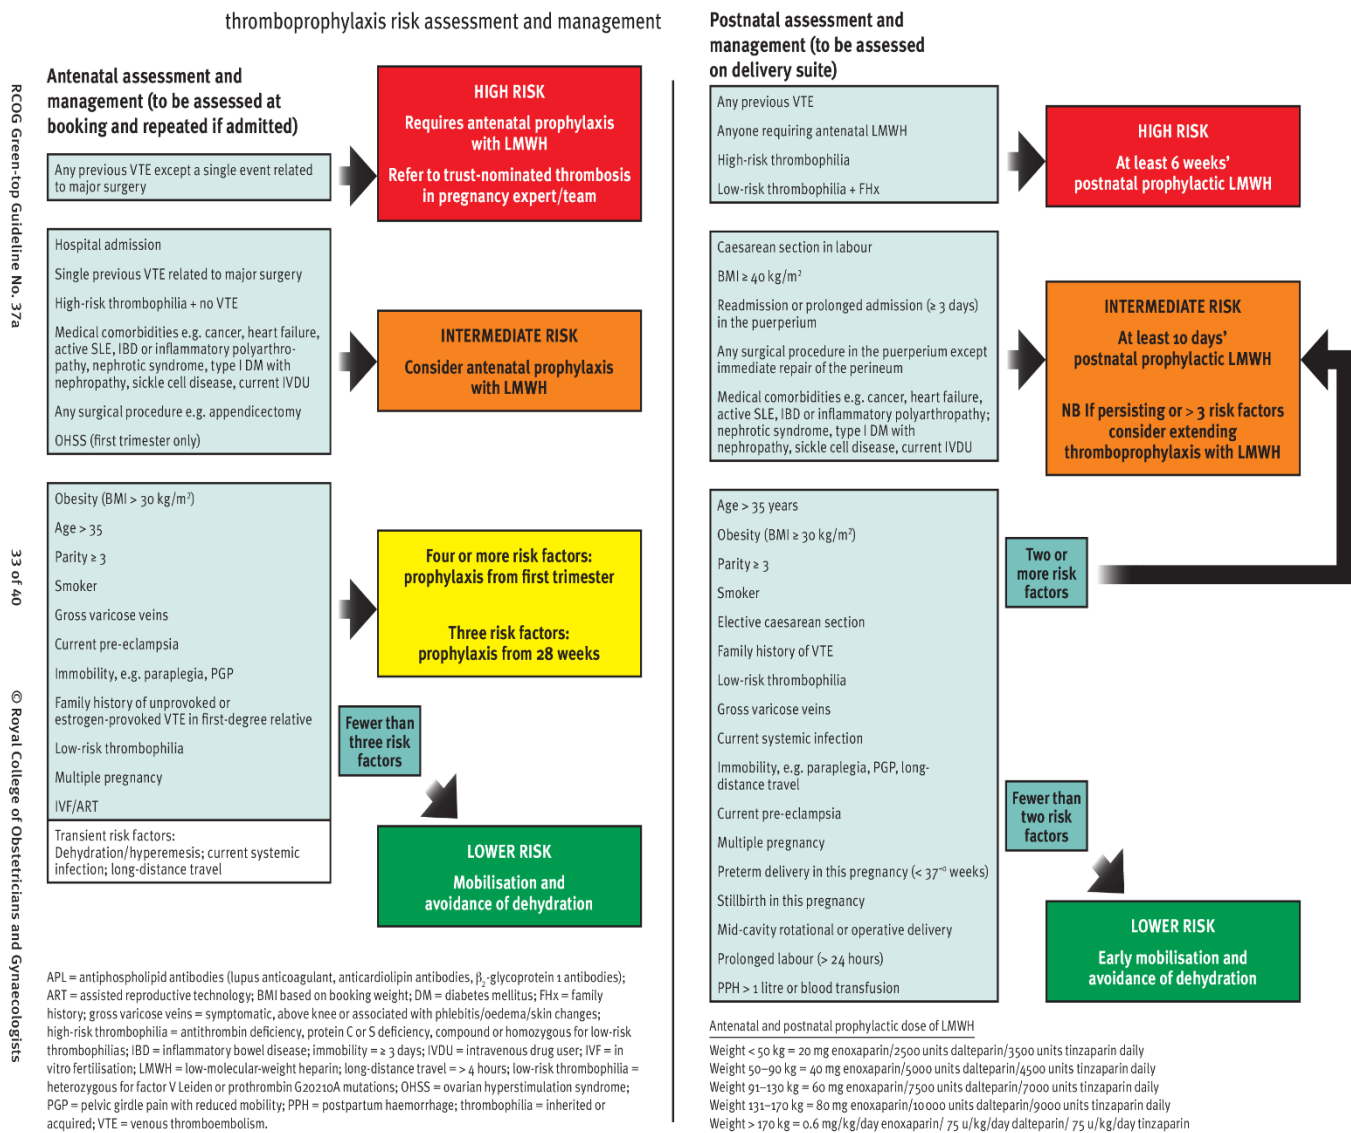 thromboprophylaxis risk assessment and management
RCOG Green-top Guideline No. 37a
33 of 40
© Royal College of Obstetricians and Gynaecologists
Antenatal assessment and
management (to be assessed at
booking and repeated if admitted)
Any previous VTE except a single event related
to major surgery
HIGH RISK
Requires antenatal prophylaxis
with LMWH
Refer to trust-nominated thrombosis
in pregnancy expert/team
Hospital admission
Single previous VTE related to major surgery
High-risk thrombophilia + no VTE
Medical comorbidities e.g. cancer, heart failure,
active SLE, IBD or inflammatory polyarthro-
pathy, nephrotic syndrome, type I DM with
nephropathy, sickle cell disease, current IVDU
Any surgical procedure e.g. appendicectomy
OHSS (first trimester only)
INTERMEDIATE RISK
Consider antenatal prophylaxis
with LMWH
Obesity (BMI > 30 kg/m²)
Age > 35
Parity ≥ 3
Smoker
Gross varicose veins
Current pre-eclampsia
Immobility, e.g. paraplegia, PGP
Family history of unprovoked or
estrogen-provoked VTE in first-degree relative
Low-risk thrombophilia
Multiple pregnancy
IVF/ART
Transient risk factors:
Dehydration/hyperemesis; current systemic
infection; long-distance travel
Four or more risk factors:
prophylaxis from first trimester
Three risk factors:
prophylaxis from 28 weeks
Fewer than
three risk
factors
LOWER RISK
Mobilisation and
avoidance of dehydration
APL = antiphospholipid antibodies (lupus anticoagulant, anticardiolipin antibodies, β₂-glycoprotein 1 antibodies);
ART = assisted reproductive technology; BMI based on booking weight; DM = diabetes mellitus; FHx = family
history; gross varicose veins = symptomatic, above knee or associated with phlebitis/oedema/skin changes;
high-risk thrombophilia = antithrombin deficiency, protein C or S deficiency, compound or homozygous for low-risk
thrombophilias; IBD = inflammatory bowel disease; immobility = ≥ 3 days; IVDU = intravenous drug user; IVF = in
vitro fertilisation; LMWH = low-molecular-weight heparin; long-distance travel = > 4 hours; low-risk thrombophilia =
heterozygous for factor V Leiden or prothrombin G20210A mutations; OHSS = ovarian hyperstimulation syndrome;
PGP = pelvic girdle pain with reduced mobility; PPH = postpartum haemorrhage; thrombophilia = inherited or
acquired; VTE = venous thromboembolism.
Postnatal assessment and
management (to be assessed
on delivery suite)
Any previous VTE
Anyone requiring antenatal LMWH
High-risk thrombophilia
Low-risk thrombophilia + FHx
HIGH RISK
At least 6 weeks'
postnatal prophylactic LMWH
Caesarean section in labour
BMI ≥ 40 kg/m²
Readmission or prolonged admission (≥ 3 days)
in the puerperium
Any surgical procedure in the puerperium except
immediate repair of the perineum
Medical comorbidities e.g. cancer, heart failure,
active SLE, IBD or inflammatory polyarthropathy;
nephrotic syndrome, type I DM with
nephropathy, sickle cell disease, current IVDU
INTERMEDIATE RISK
At least 10 days'
postnatal prophylactic LMWH
NB If persisting or > 3 risk factors
consider extending
thromboprophylaxis with LMWH
Age > 35 years
Obesity (BMI ≥ 30 kg/m²)
Parity ≥ 3
Smoker
Elective caesarean section
Family history of VTE
Low-risk thrombophilia
Gross varicose veins
Current systemic infection
Immobility, e.g. paraplegia, PGP, long-
distance travel
Current pre-eclampsia
Multiple pregnancy
Preterm delivery in this pregnancy (< 37⁺⁰ weeks)
Stillbirth in this pregnancy
Mid-cavity rotational or operative delivery
Prolonged labour (> 24 hours)
PPH > 1 litre or blood transfusion
Two or
more risk
factors
Fewer than
two risk
factors
LOWER RISK
Early mobilisation and
avoidance of dehydration
Antenatal and postnatal prophylactic dose of LMWH
Weight < 50 kg = 20 mg enoxaparin/2500 units dalteparin/3500 units tinzaparin daily
Weight 50–90 kg = 40 mg enoxaparin/5000 units dalteparin/4500 units tinzaparin daily
Weight 91–130 kg = 60 mg enoxaparin/7500 units dalteparin/7000 units tinzaparin daily
Weight 131–170 kg = 80 mg enoxaparin/10000 units dalteparin/9000 units tinzaparin daily
Weight > 170 kg = 0.6 mg/kg/day enoxaparin/ 75 u/kg/day dalteparin/ 75 u/kg/day tinzaparin